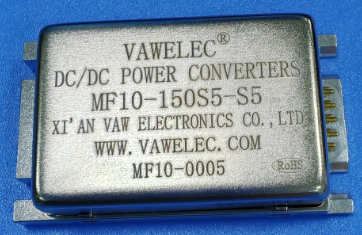 VAWELEC®
DC/DC POWER CONVERTERS
MF10-150S5-S5
XI'AN VAW ELECTRONICS CO.,LTD
WWW.VAWELEC.COM
MF10-0005
RoHS